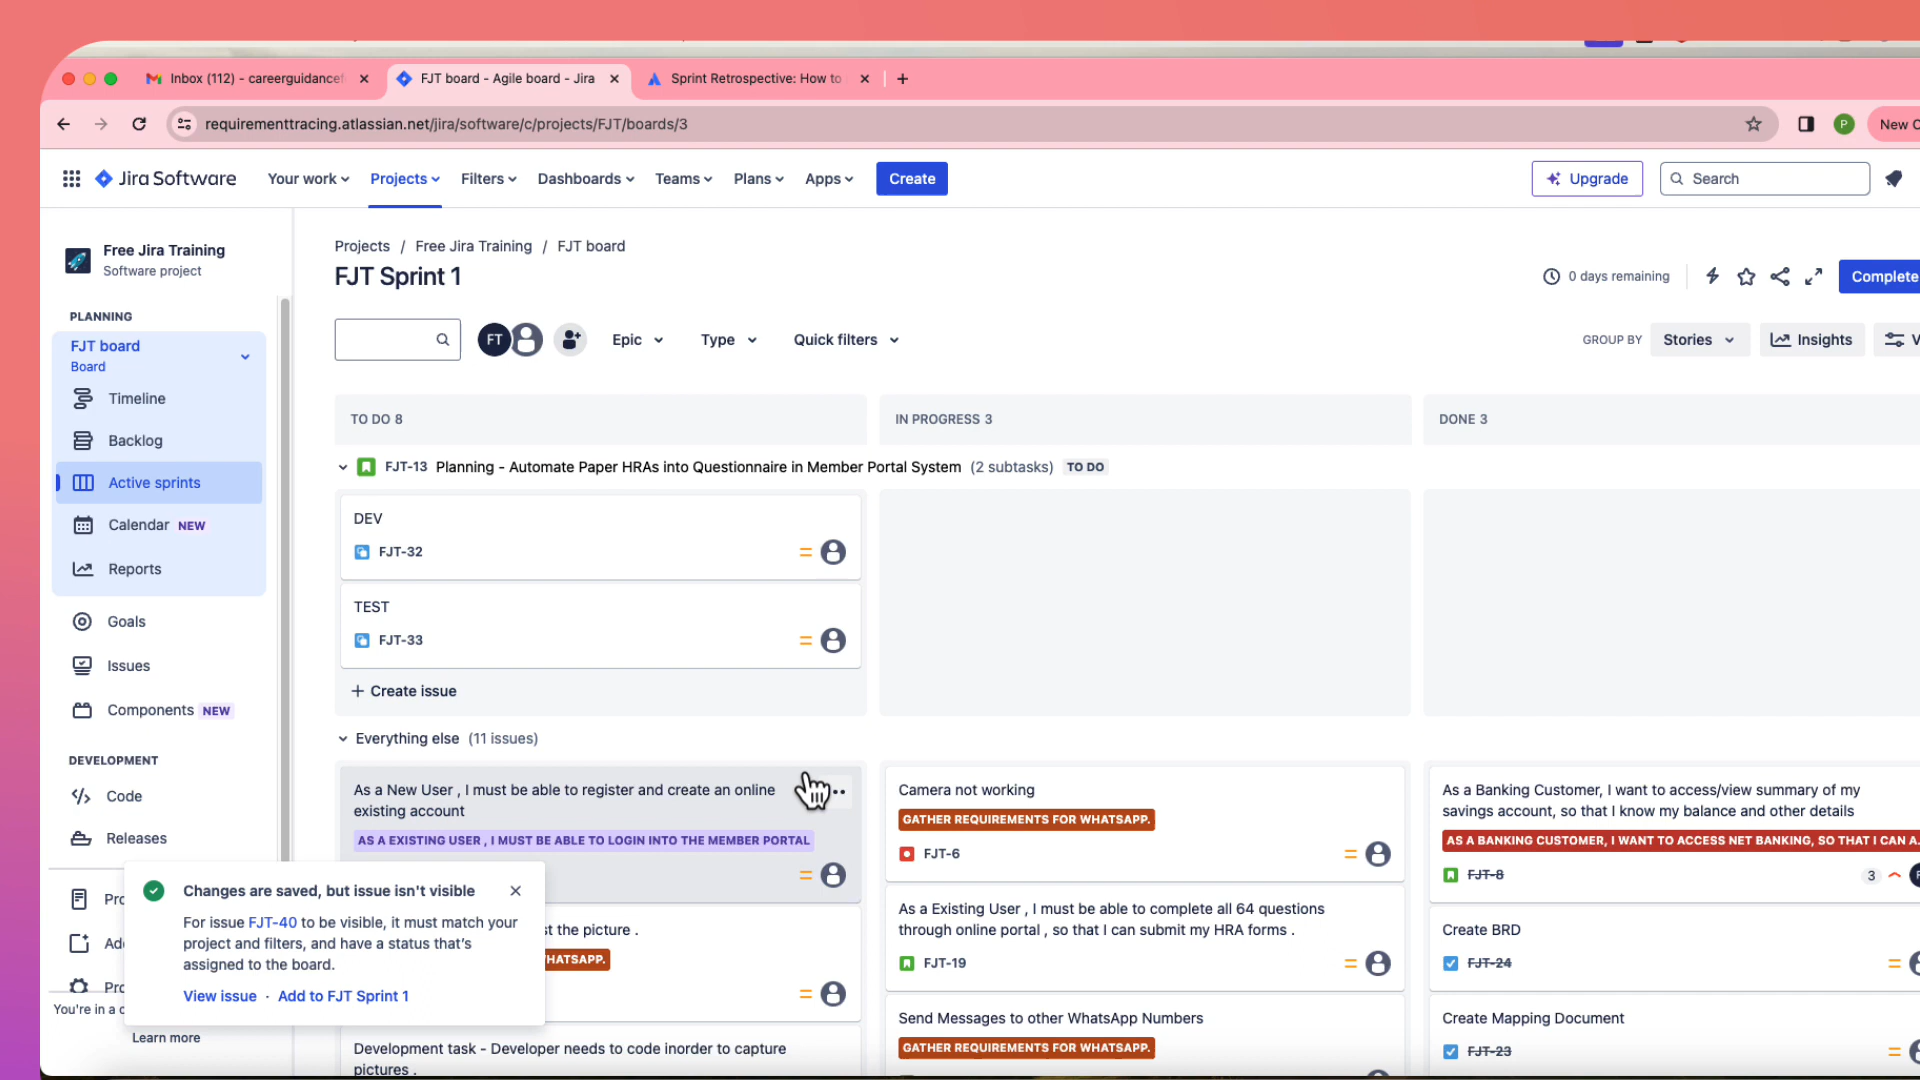 Inbox (112) - careerguidancef
FJT board - Agile board - Jira
Sprint Retrospective: How to
requirementtracing.atlassian.net/jira/software/c/projects/FJT/boards/3
P
New C
Jira Software
Your work
Projects
Filters
Dashboards
Teams
Plans
Apps
Create
Upgrade
Search
Free Jira Training
Software project
PLANNING
FJT board
Board
Timeline
Backlog
Active sprints
Calendar NEW
Reports
Goals
Issues
Components NEW
DEVELOPMENT
Code
Releases
You're in a c
Learn more
Projects / Free Jira Training / FJT board
FJT Sprint 1
0 days remaining
Complete
FT
Epic
Type
Quick filters
GROUP BY
Stories
Insights
V
TO DO 8
IN PROGRESS 3
DONE 3
FJT-13 Planning - Automate Paper HRAs into Questionnaire in Member Portal System (2 subtasks) TO DO
DEV
FJT-32
TEST
FJT-33
+ Create issue
Everything else (11 issues)
As a New User , I must be able to register and create an online
existing account
AS A EXISTING USER , I MUST BE ABLE TO LOGIN INTO THE MEMBER PORTAL
st the picture .
HATSAPP.
Development task - Developer needs to code inorder to capture
pictures .
Camera not working
GATHER REQUIREMENTS FOR WHATSAPP.
FJT-6
As a Existing User , I must be able to complete all 64 questions
through online portal , so that I can submit my HRA forms .
FJT-19
Send Messages to other WhatsApp Numbers
GATHER REQUIREMENTS FOR WHATSAPP.
As a Banking Customer, I want to access/view summary of my
savings account, so that I know my balance and other details
AS A BANKING CUSTOMER, I WANT TO ACCESS NET BANKING, SO THAT I CAN A..
FJT-8
3
Create BRD
FJT-24
Create Mapping Document
FJT-23
Changes are saved, but issue isn't visible
For issue FJT-40 to be visible, it must match your
project and filters, and have a status that's
assigned to the board.
View issue · Add to FJT Sprint 1